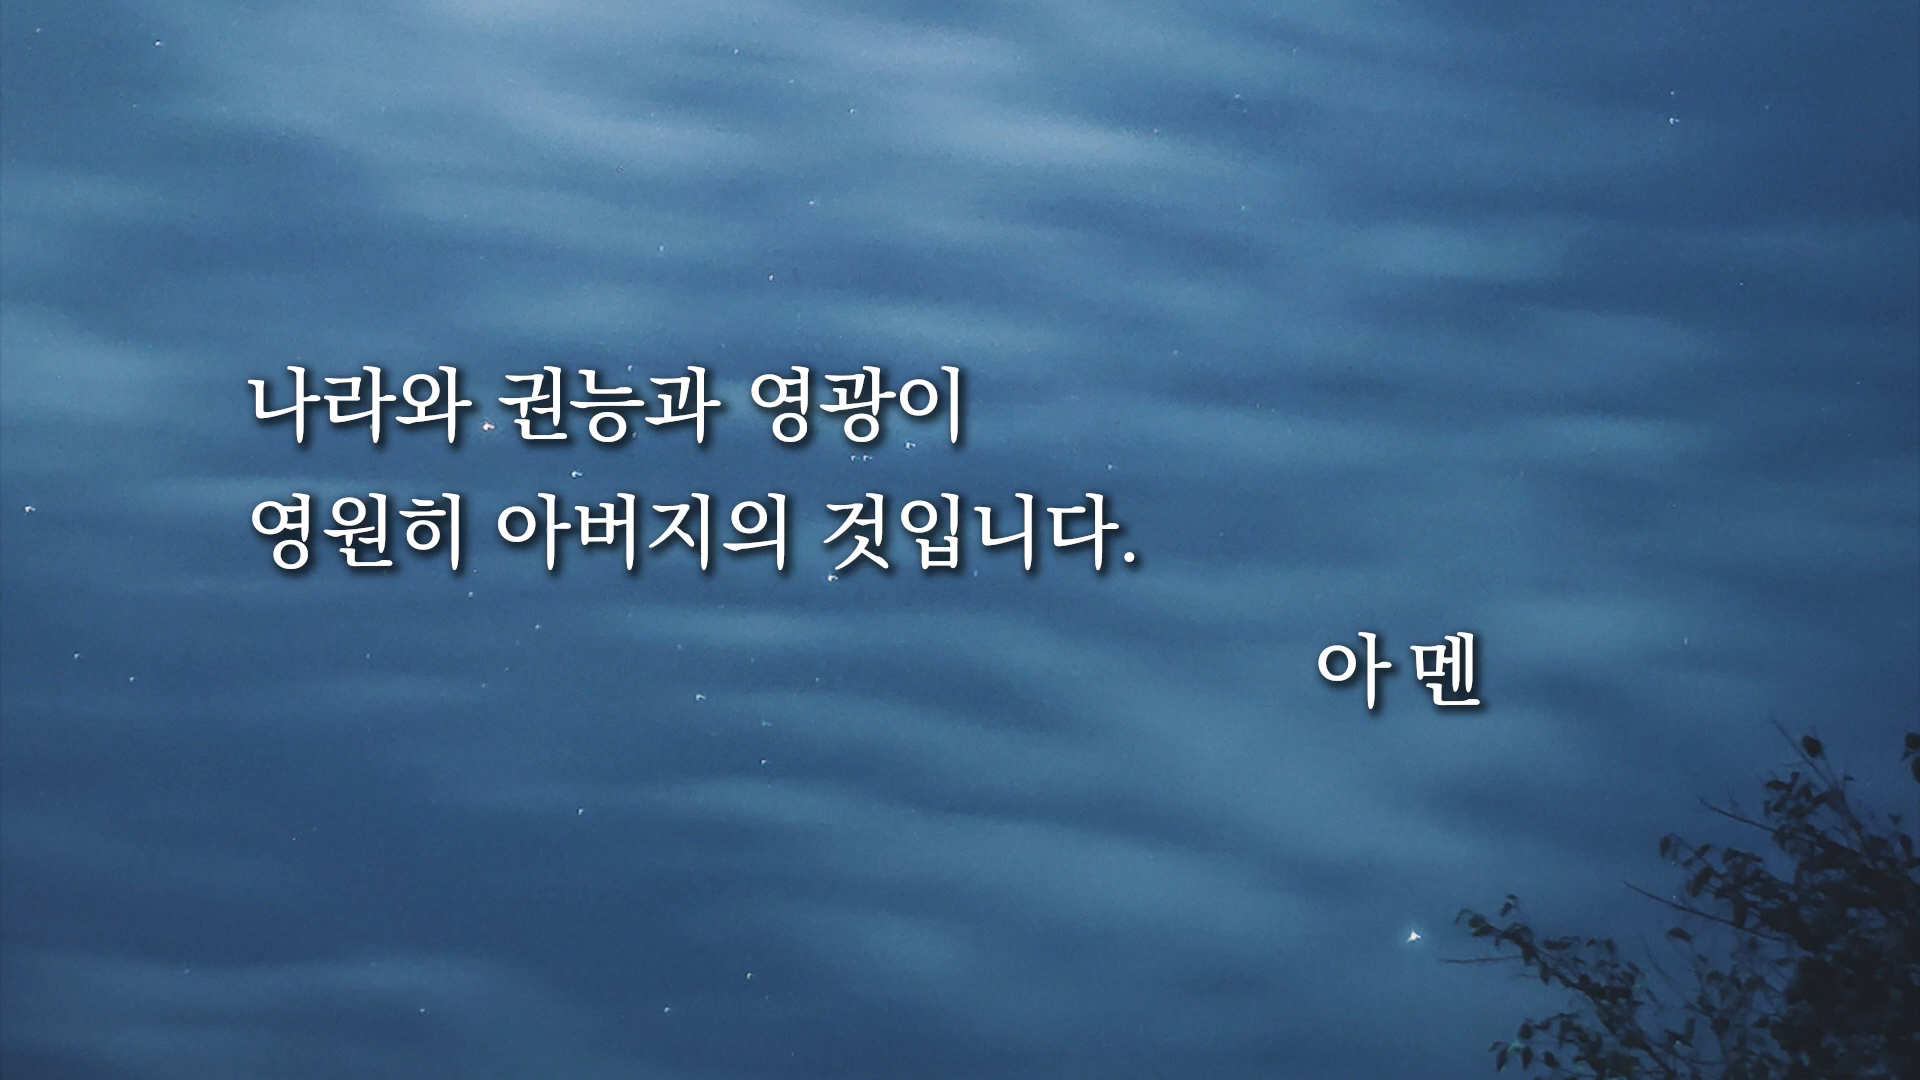 나라와 권능과 영광이
영원히 아버지의 것입니다.
아멘